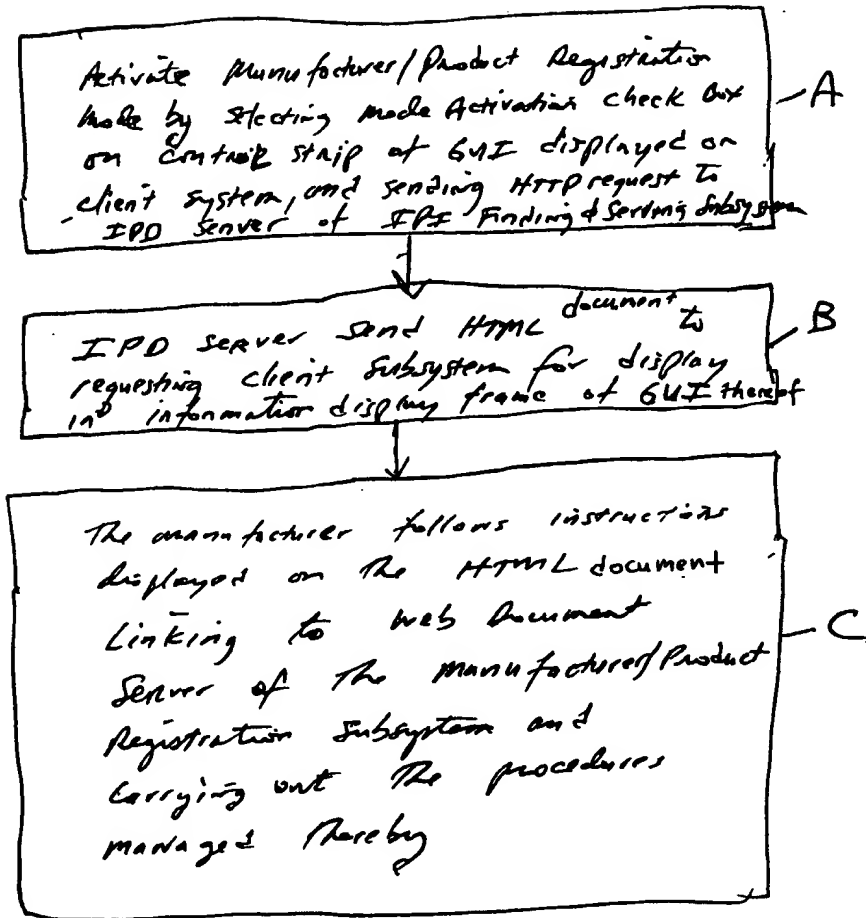 Activate Manufacturer/Product Registration
Mode by selecting Mode Activation check Box
on control strip of GUI displayed on
client system, and sending HTTP request to
IPD server of IPI Finding & Serving Subsystem
A
IPD server send HTML document to
requesting client subsystem for display
in information display frame of GUI thereof
B
The manufacturer follows instructions
displayed on the HTML document
Linking to web Document
Server of the Manufacturer/Product
Registration Subsystem and
carrying out the procedures
managed thereby
C